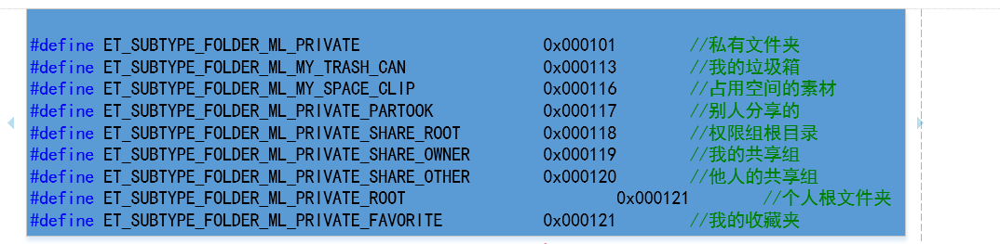 #define ET_SUBTYPE_FOLDER_ML_PRIVATE 0x000101 //私有文件夹
#define ET_SUBTYPE_FOLDER_ML_MY_TRASH_CAN 0x000113 //我的垃圾箱
#define ET_SUBTYPE_FOLDER_ML_MY_SPACE_CLIP 0x000116 //占用空间的素材
#define ET_SUBTYPE_FOLDER_ML_PRIVATE_PARTOOK 0x000117 //别人分享的
#define ET_SUBTYPE_FOLDER_ML_PRIVATE_SHARE_ROOT 0x000118 //权限组根目录
#define ET_SUBTYPE_FOLDER_ML_PRIVATE_SHARE_OWNER 0x000119 //我的共享组
#define ET_SUBTYPE_FOLDER_ML_PRIVATE_SHARE_OTHER 0x000120 //他人的共享组
#define ET_SUBTYPE_FOLDER_ML_PRIVATE_ROOT 0x000121 //个人根文件夹
#define ET_SUBTYPE_FOLDER_ML_PRIVATE_FAVORITE 0x000121 //我的收藏夹